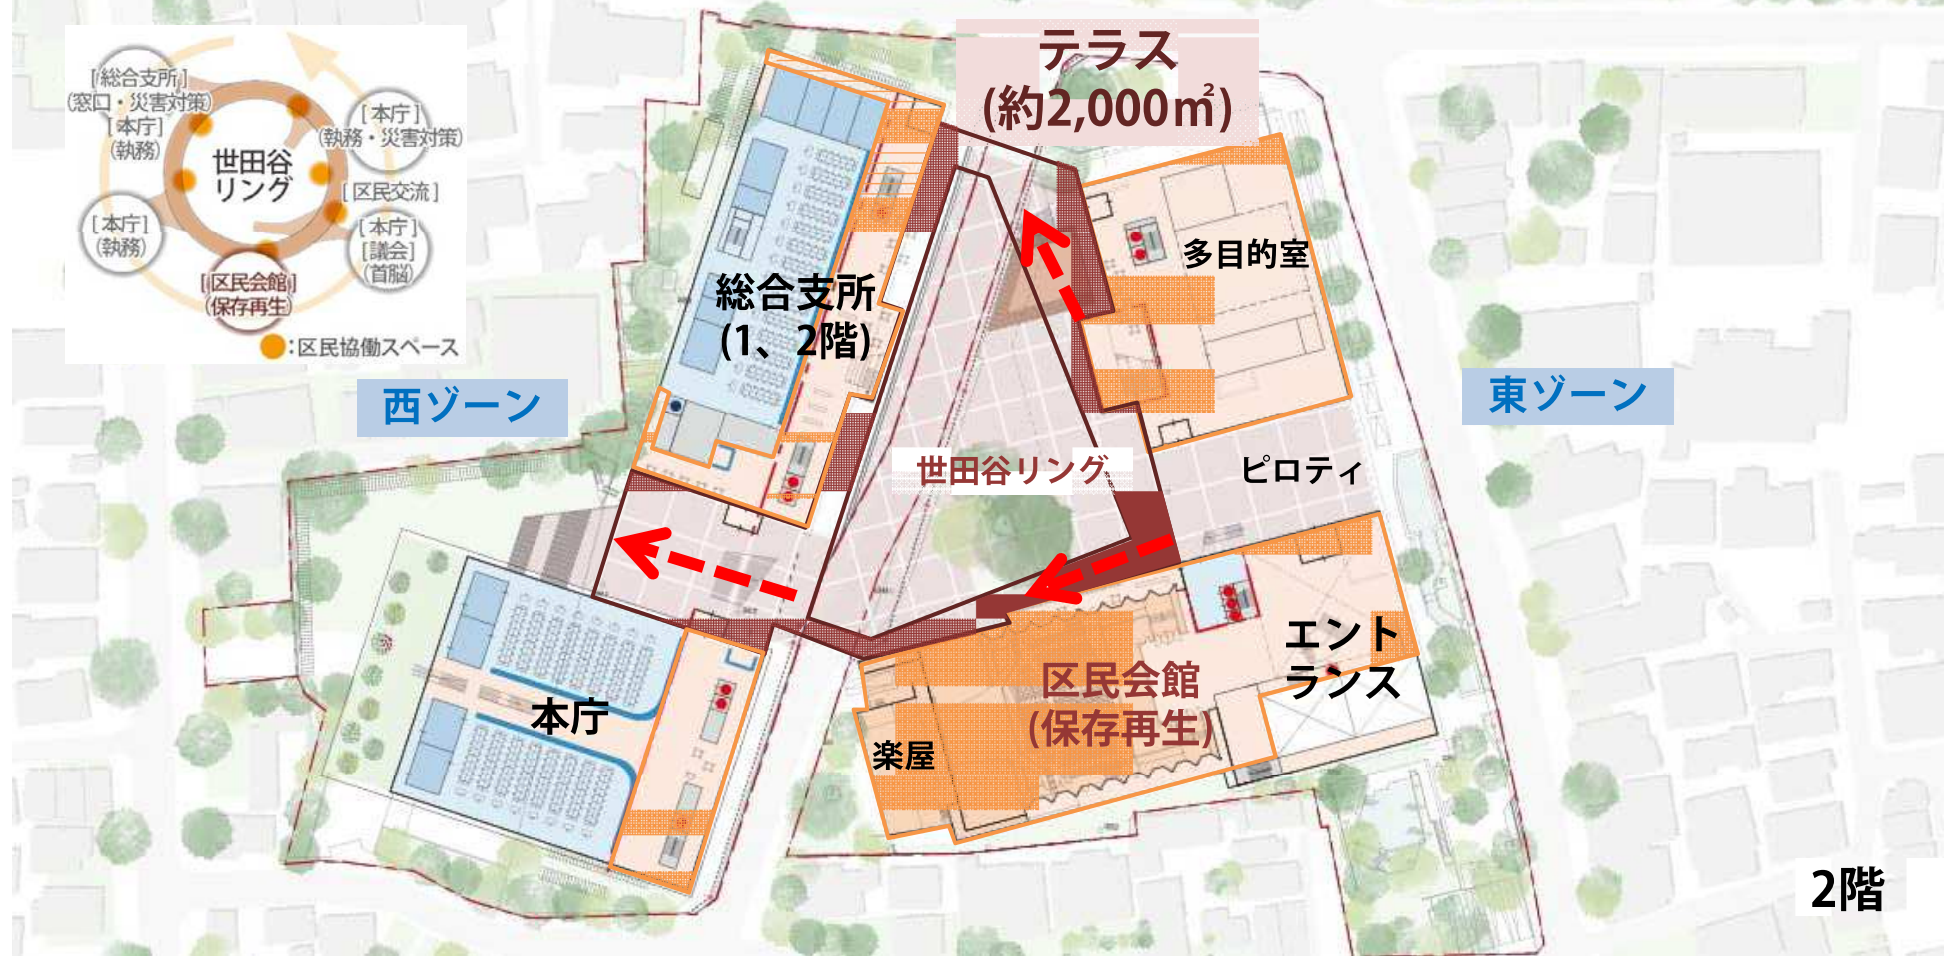 [総合支所]
(窓口・災害対策)
[本庁]
(執務)
[本庁]
(執務・災害対策)
世田谷
リング
[区民交流]
[本庁]
(執務)
[本庁]
[議会]
(首脳)
[区民会館]
(保存再生)
:区民協働スペース
テラス
(約2,000㎡)
多目的室
総合支所
(1、2階)
西ゾーン
東ゾーン
世田谷リング
ピロティ
エント
ランス
区民会館
(保存再生)
本庁
楽屋
2階